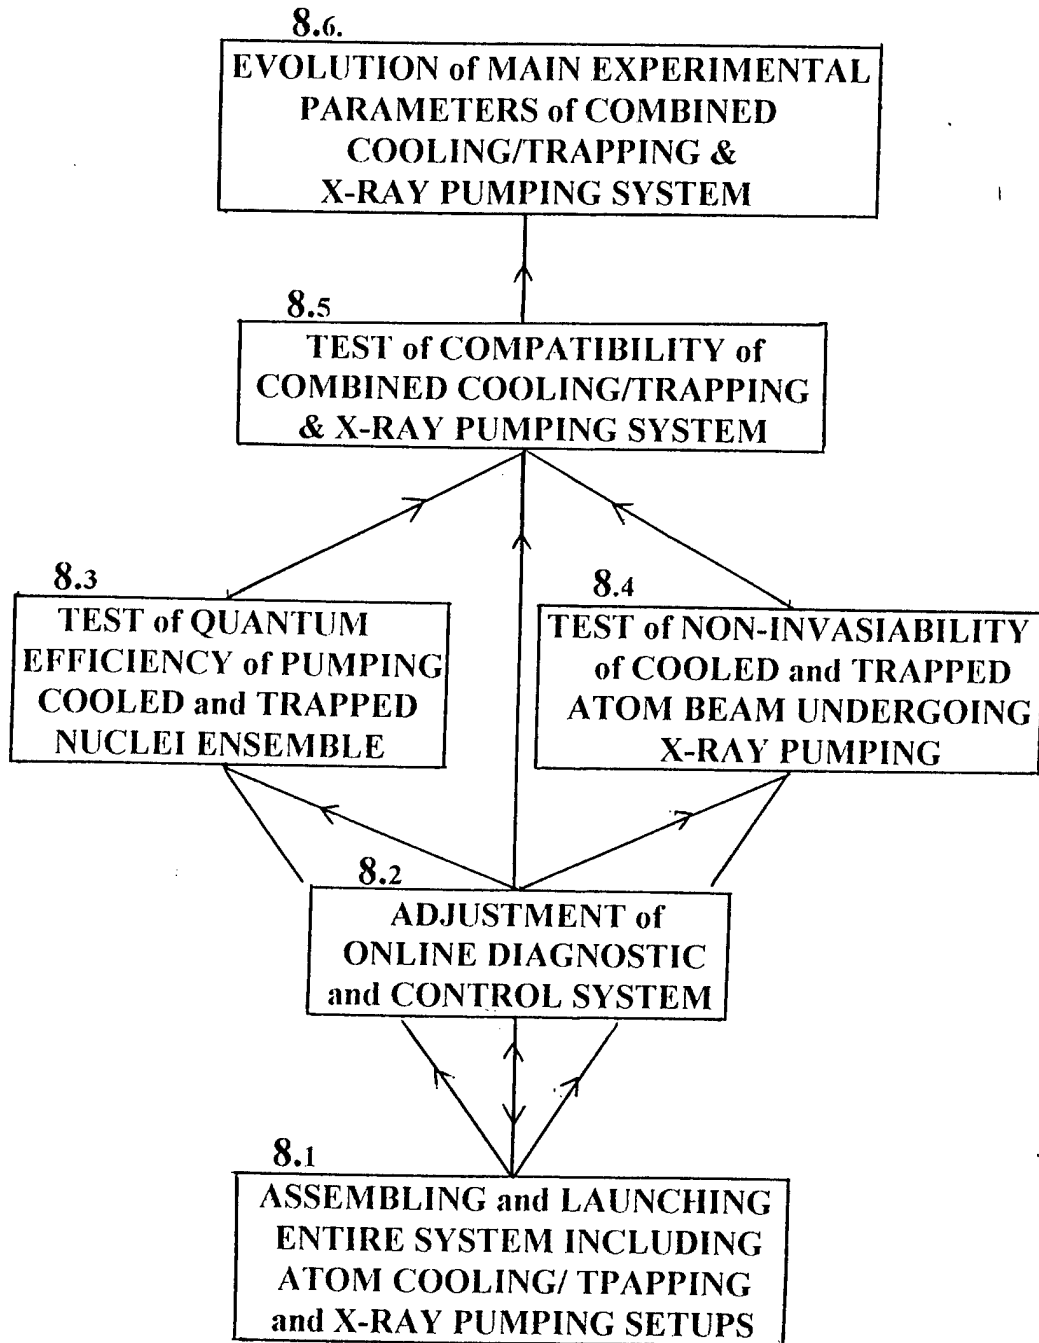 8.6.
EVOLUTION of MAIN EXPERIMENTAL
PARAMETERS of COMBINED
COOLING/TRAPPING &
X-RAY PUMPING SYSTEM
8.5
TEST of COMPATIBILITY of
COMBINED COOLING/TRAPPING
& X-RAY PUMPING SYSTEM
8.3
TEST of QUANTUM
EFFICIENCY of PUMPING
COOLED and TRAPPED
NUCLEI ENSEMBLE
8.4
TEST of NON-INVASIABILITY
of COOLED and TRAPPED
ATOM BEAM UNDERGOING
X-RAY PUMPING
8.2
ADJUSTMENT of
ONLINE DIAGNOSTIC
and CONTROL SYSTEM
8.1
ASSEMBLING and LAUNCHING
ENTIRE SYSTEM INCLUDING
ATOM COOLING/ TPAPPING
and X-RAY PUMPING SETUPS